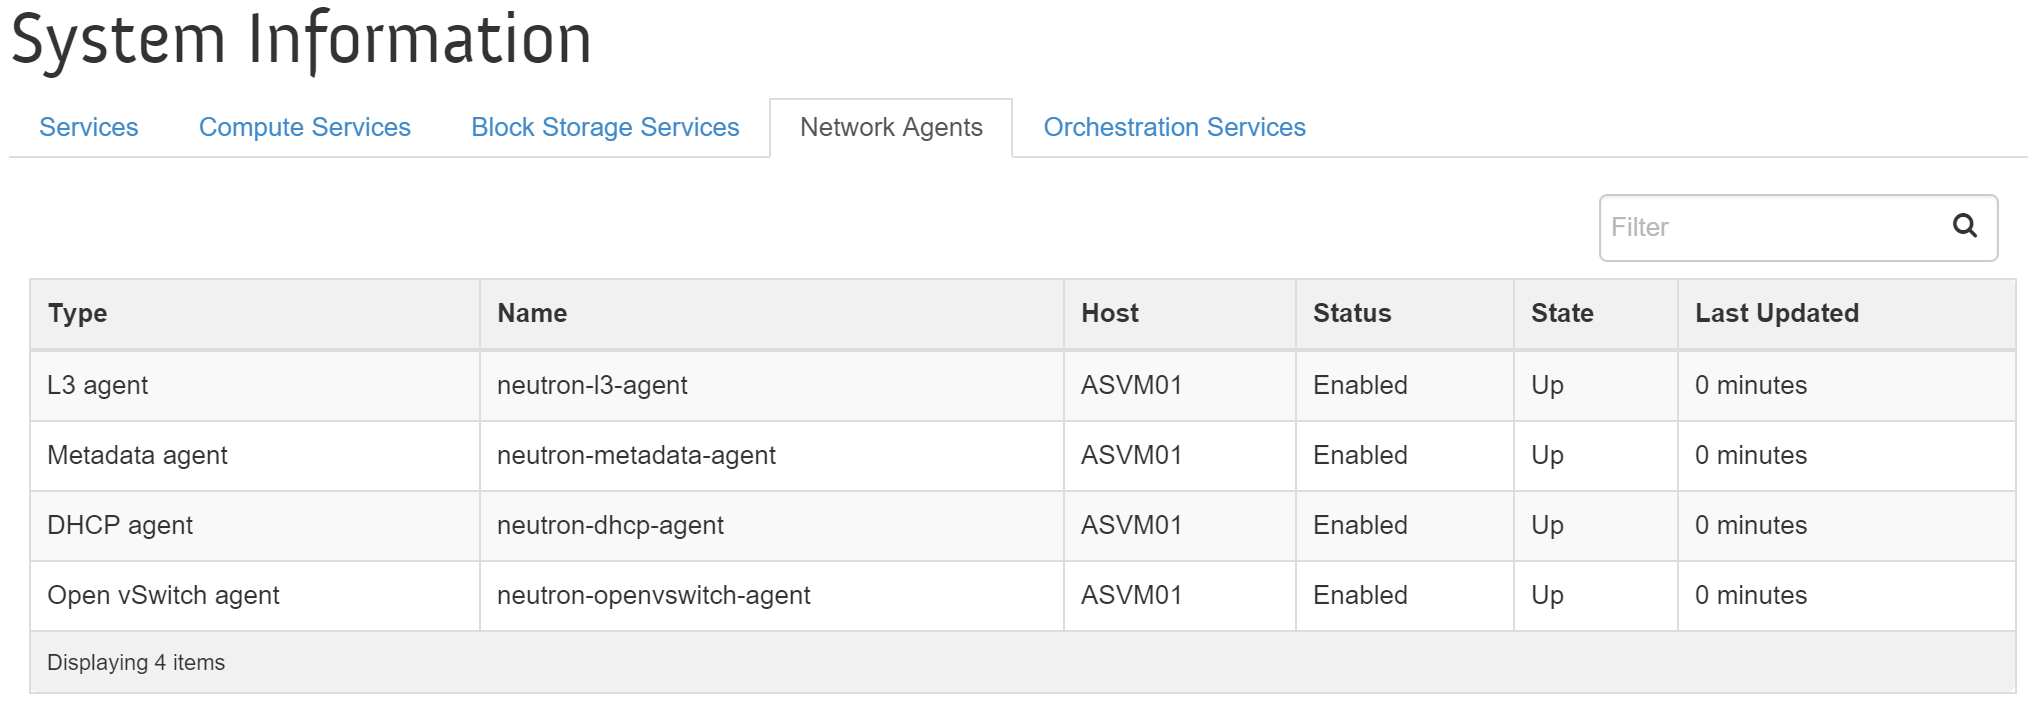 System Information
Services Compute Services Block Storage Services Network Agents Orchestration Services
Filter
Type Name Host Status State Last Updated
L3 agent neutron-l3-agent ASVM01 Enabled Up 0 minutes
Metadata agent neutron-metadata-agent ASVM01 Enabled Up 0 minutes
DHCP agent neutron-dhcp-agent ASVM01 Enabled Up 0 minutes
Open vSwitch agent neutron-openvswitch-agent ASVM01 Enabled Up 0 minutes
Displaying 4 items